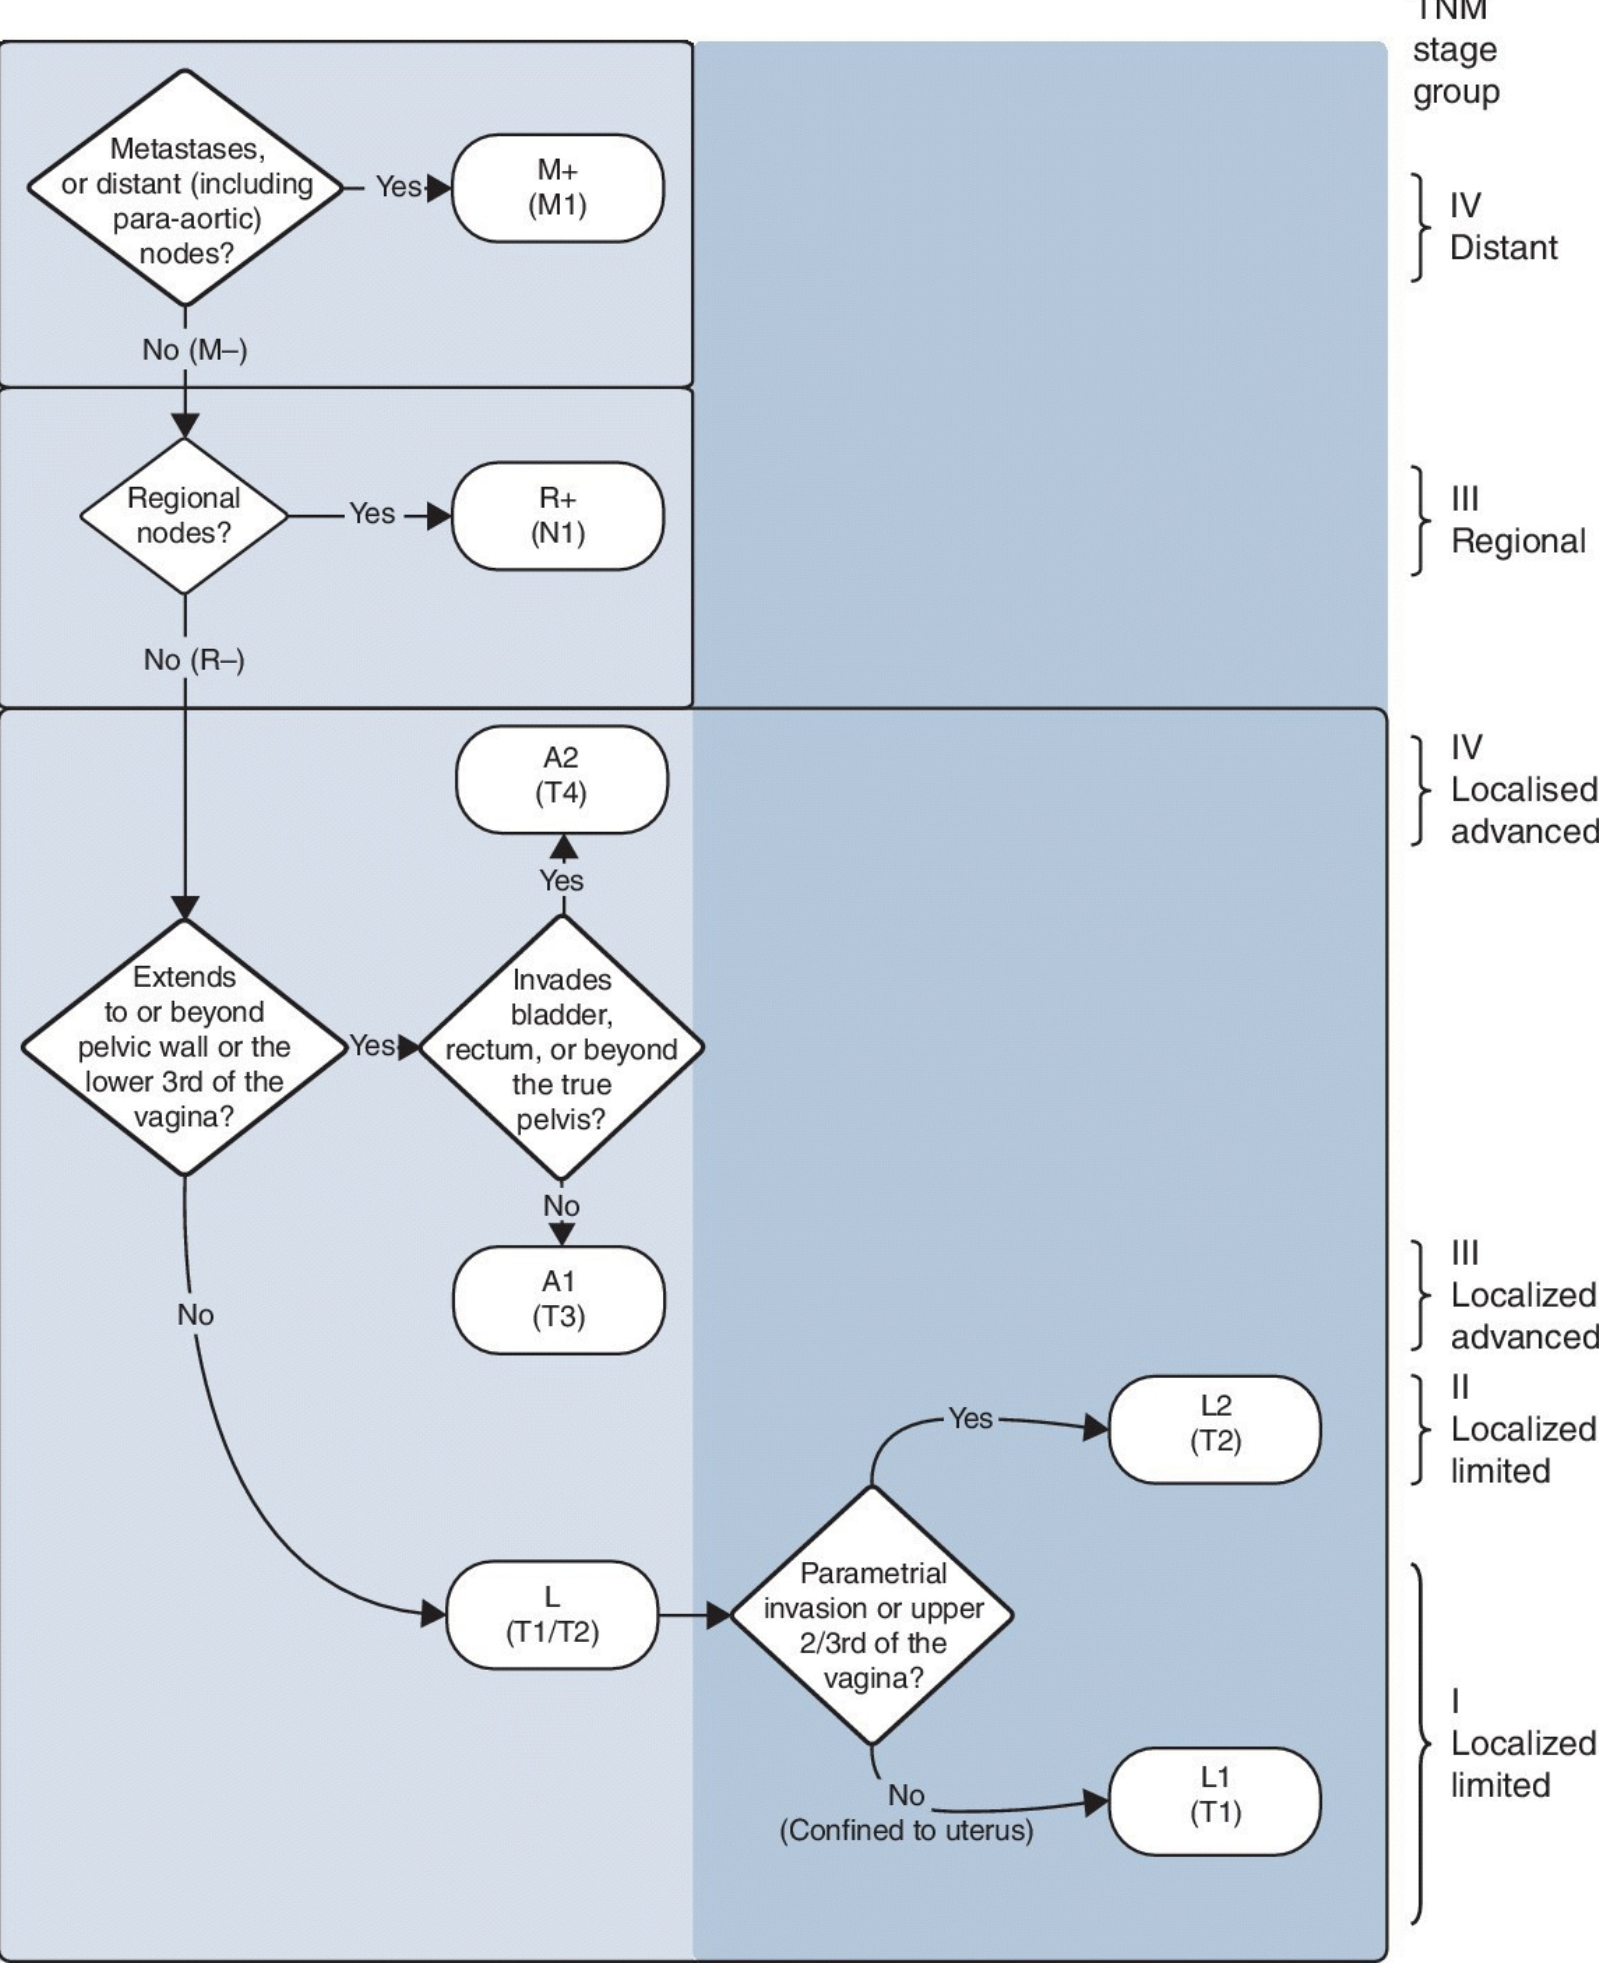 TNM
stage
group
Metastases,
or distant (including
para-aortic)
nodes?
Yes
M+
(M1)
IV
Distant
No (M–)
Regional
nodes?
Yes
R+
(N1)
III
Regional
No (R–)
A2
(T4)
IV
Localised
advanced
Yes
Extends
to or beyond
pelvic wall or the
lower 3rd of the
vagina?
Yes
Invades
bladder,
rectum, or beyond
the true
pelvis?
No
A1
(T3)
III
Localized
advanced
No
L2
(T2)
II
Localized
limited
Yes
L
(T1/T2)
Parametrial
invasion or upper
2/3rd of the
vagina?
I
Localized
limited
No
(Confined to uterus)
L1
(T1)